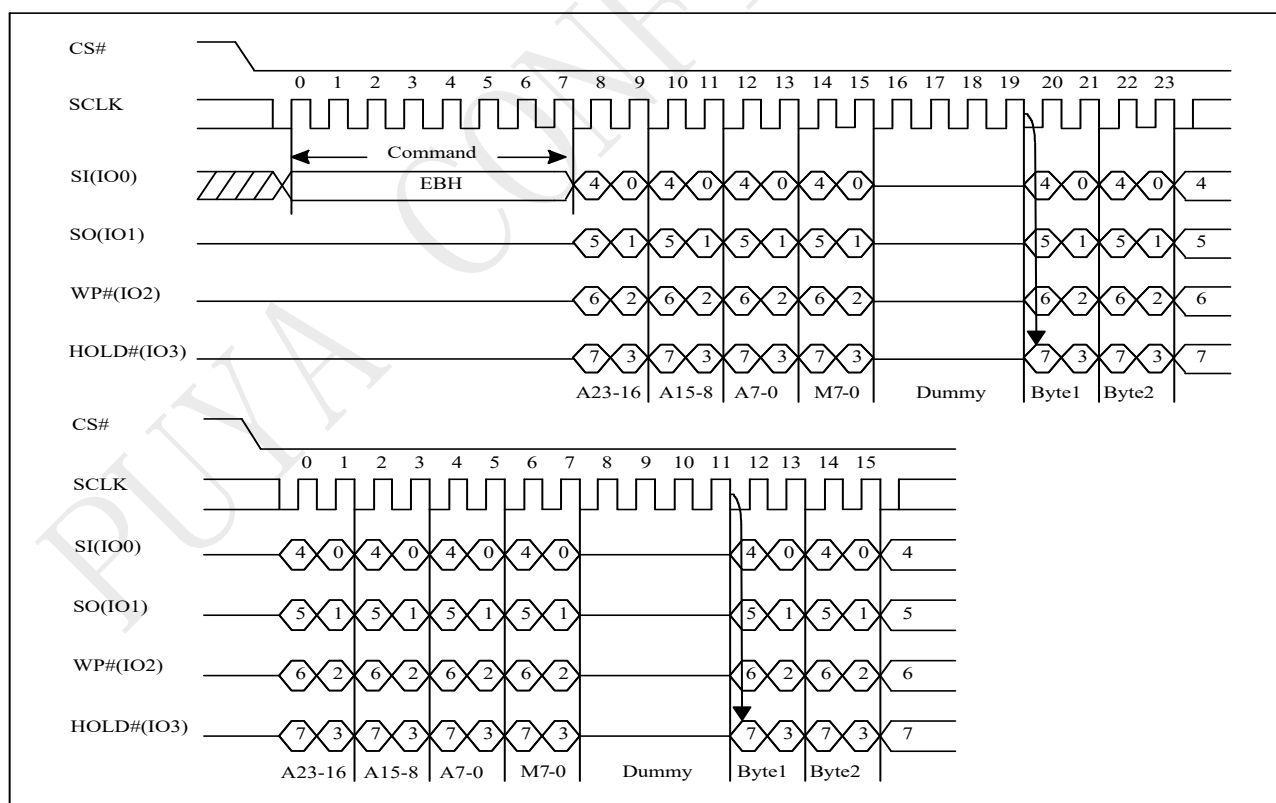 PUYA CONF
CS#
0 1 2 3 4 5 6 7 8 9 10 11 12 13 14 15 16 17 18 19 20 21 22 23
SCLK
Command
SI(IO0) EBH 4 0 4 0 4 0 4 0 4 0 4 0 4
SO(IO1) 5 1 5 1 5 1 5 1 5 1 5 1 5
WP#(IO2) 6 2 6 2 6 2 6 2 6 2 6 2 6
HOLD#(IO3) 7 3 7 3 7 3 7 3 7 3 7 3 7
A23-16 A15-8 A7-0 M7-0 Dummy Byte1 Byte2
CS#
0 1 2 3 4 5 6 7 8 9 10 11 12 13 14 15
SCLK
SI(IO0) 4 0 4 0 4 0 4 0 4 0 4 0 4
SO(IO1) 5 1 5 1 5 1 5 1 5 1 5 1 5
WP#(IO2) 6 2 6 2 6 2 6 2 6 2 6 2 6
HOLD#(IO3) 7 3 7 3 7 3 7 3 7 3 7 3 7
A23-16 A15-8 A7-0 M7-0 Dummy Byte1 Byte2